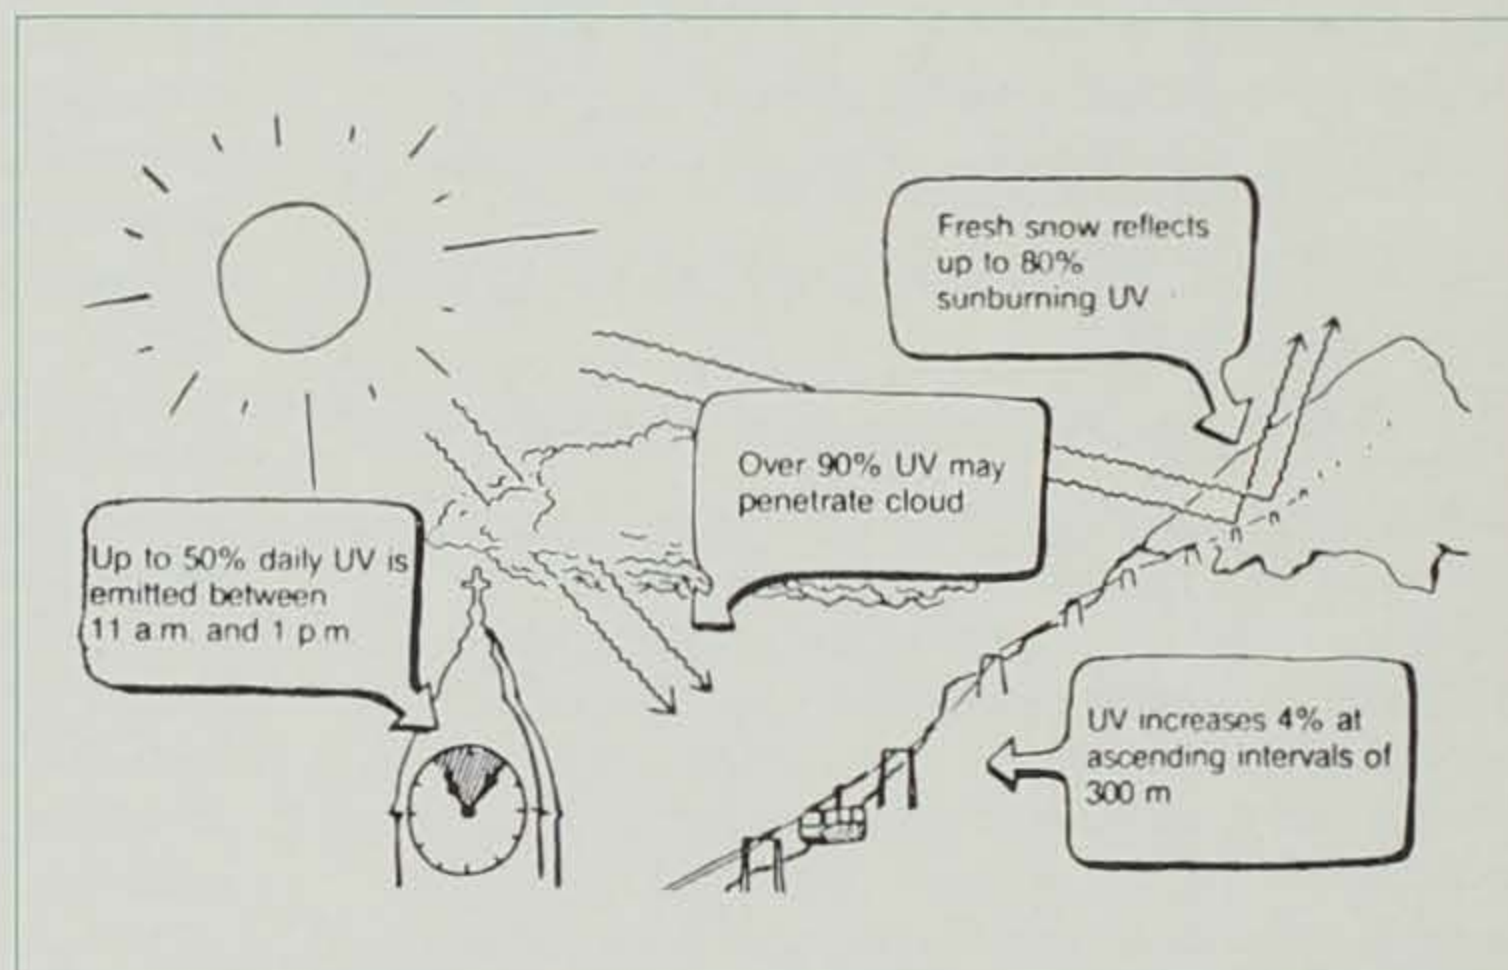 Fresh snow reflects
up to 80%
sunburning UV
Over 90% UV may
penetrate cloud
Up to 50% daily UV is
emitted between
11 a.m. and 1 p.m.
UV increases 4% at
ascending intervals of
300 m